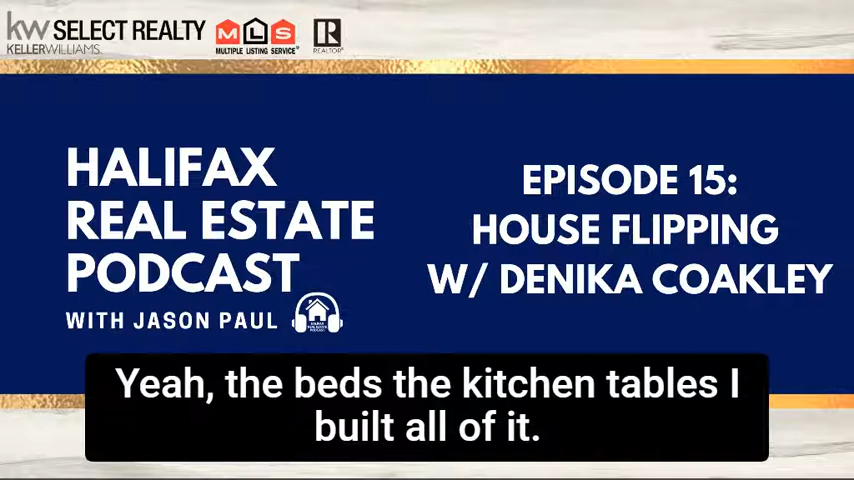 kw SELECT REALTY
KELLERWILLIAMS.
MLS
MULTIPLE LISTING SERVICE®
R
REALTOR®
HALIFAX
REAL ESTATE
PODCAST
WITH JASON PAUL
EPISODE 15:
HOUSE FLIPPING
W/ DENIKA COAKLEY
Yeah, the beds the kitchen tables I
built all of it.